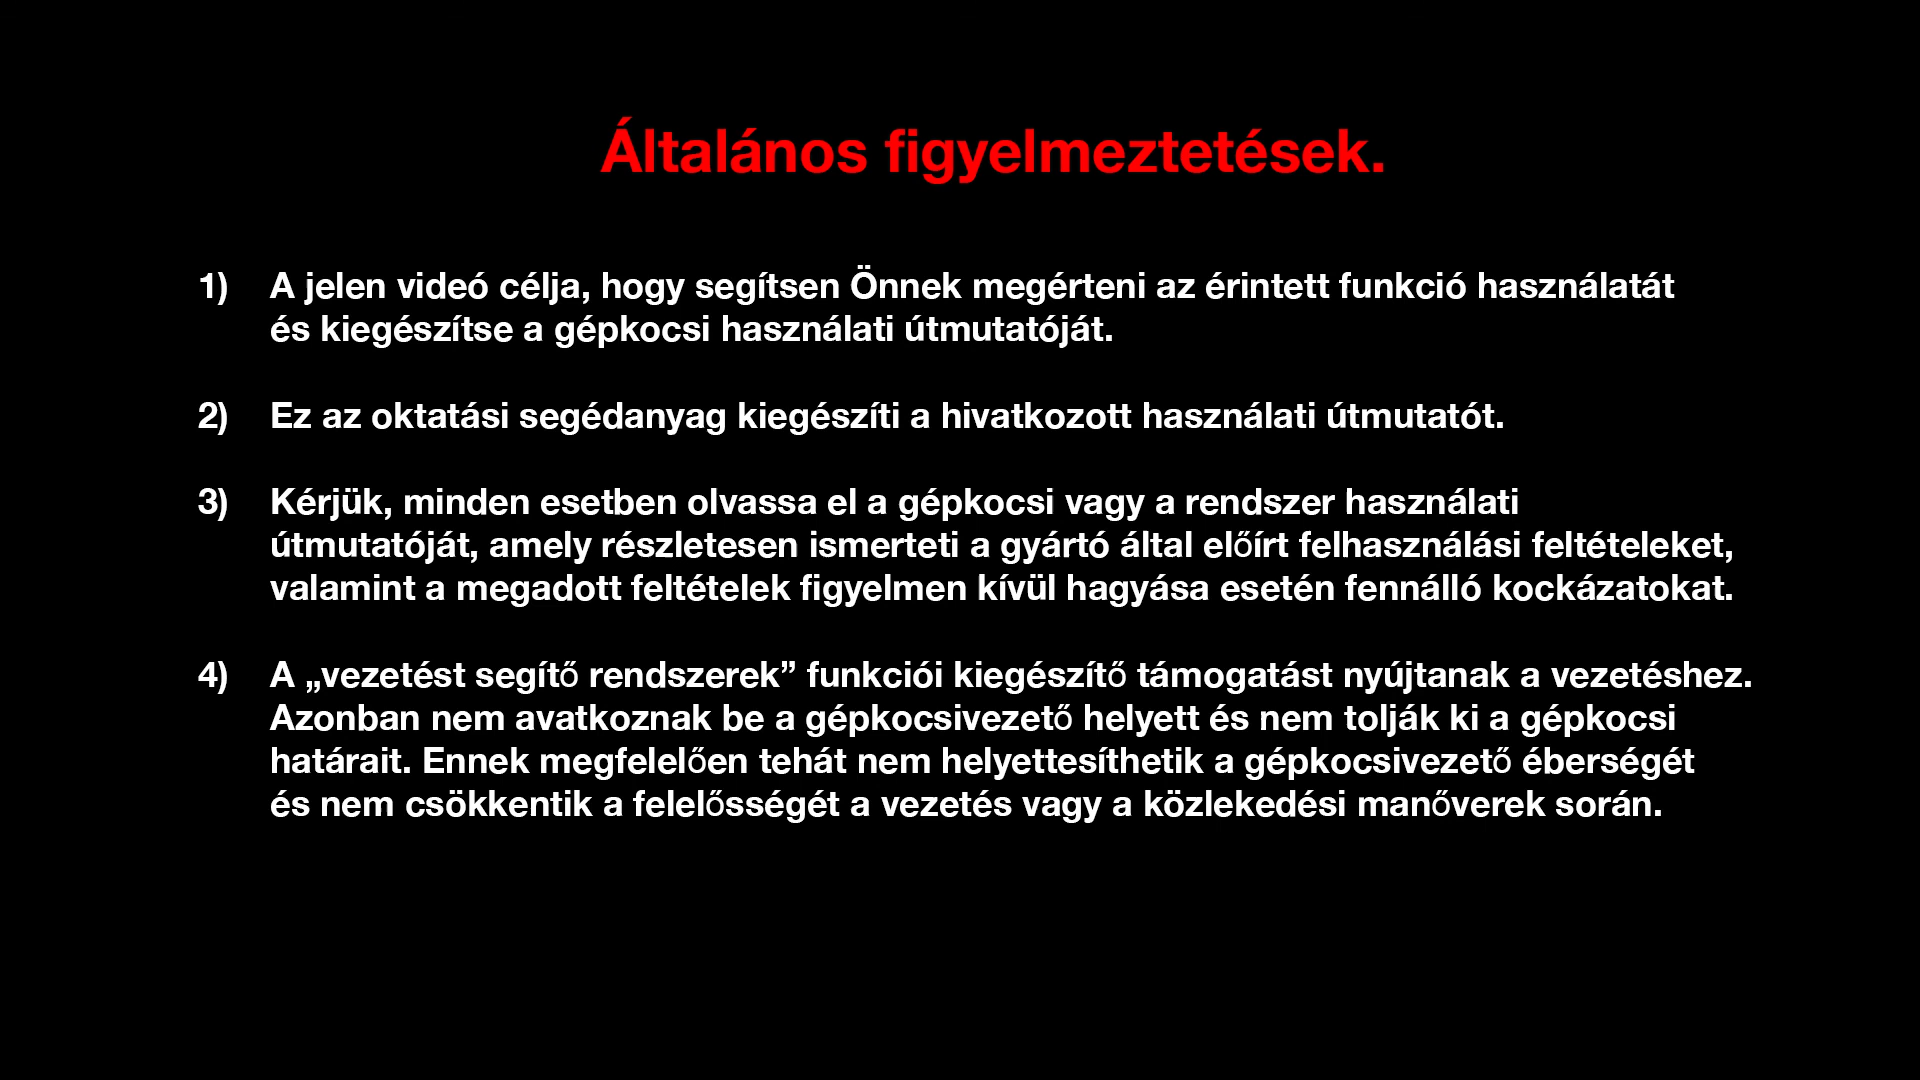 Általános figyelmeztetések.
1) A jelen videó célja, hogy segítsen Önnek megérteni az érintett funkció használatát
és kiegészítse a gépkocsi használati útmutatóját.
2) Ez az oktatási segédanyag kiegészíti a hivatkozott használati útmutatót.
3) Kérjük, minden esetben olvassa el a gépkocsi vagy a rendszer használati
útmutatóját, amely részletesen ismerteti a gyártó által előírt felhasználási feltételeket,
valamint a megadott feltételek figyelmen kívül hagyása esetén fennálló kockázatokat.
4) A „vezetést segítő rendszerek” funkciói kiegészítő támogatást nyújtanak a vezetéshez.
Azonban nem avatkoznak be a gépkocsivezető helyett és nem tolják ki a gépkocsi
határait. Ennek megfelelően tehát nem helyettesíthetik a gépkocsivezető éberségét
és nem csökkentik a felelősségét a vezetés vagy a közlekedési manőverek során.